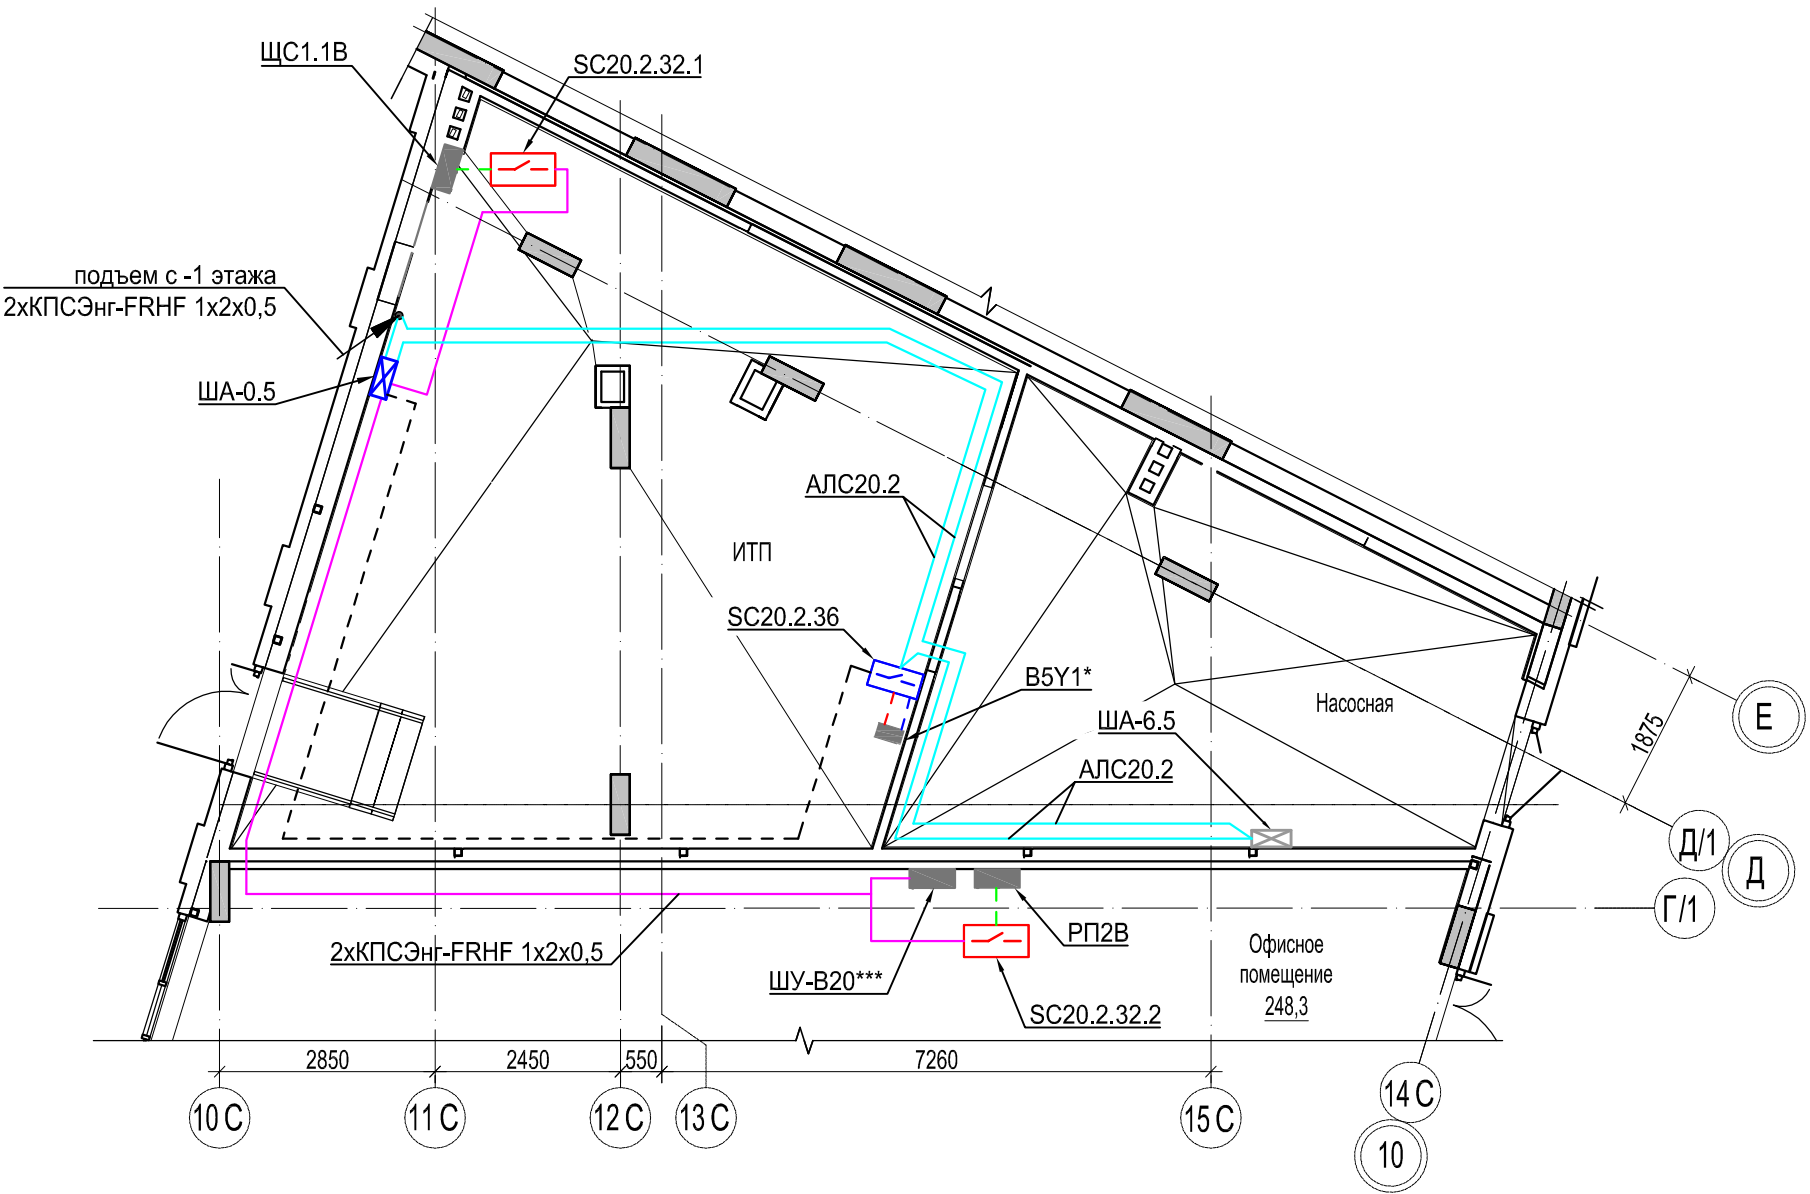 ЩС1.1В
SC20.2.32.1
подъем с -1 этажа
2хКПСЭнг-FRHF 1х2х0,5
ША-0.5
АЛС20.2
ИТП
SC20.2.36
В5Y1*
ША-6.5
Насосная
АЛС20.2
1875
Е
Д/1
Д
Г/1
2хКПСЭнг-FRHF 1х2х0,5
ШУ-В20***
РП2В
SC20.2.32.2
Офисное
помещение
248,3
2850
2450
550
7260
10 С
11 С
12 С
13 С
15 С
14 С
10